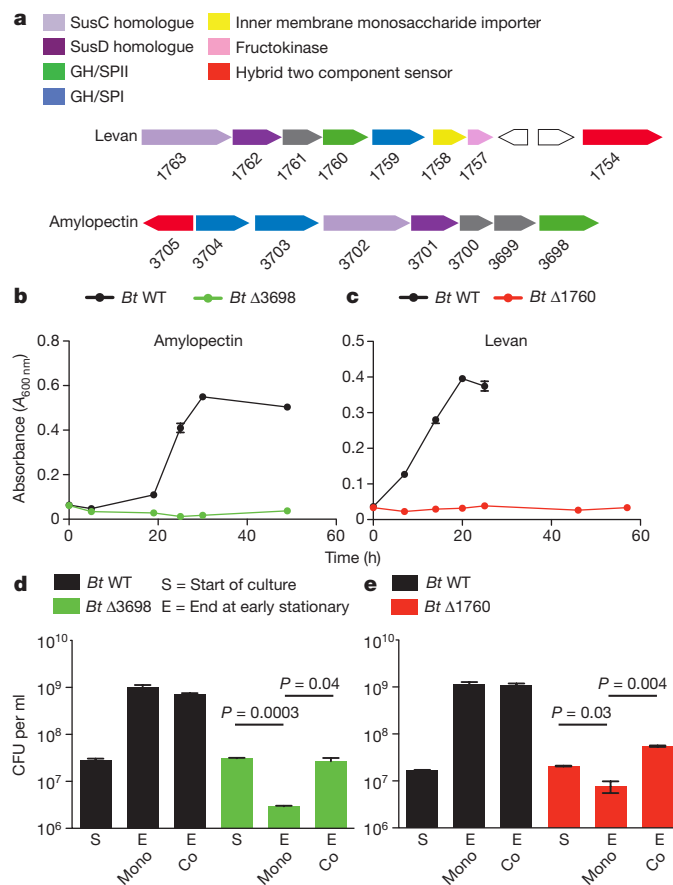 a
SusC homologue
SusD homologue
GH/SPII
GH/SPI
Inner membrane monosaccharide importer
Fructokinase
Hybrid two component sensor
Levan
1763 1762 1761 1760 1759 1758 1757 1754
Amylopectin
3705 3704 3703 3702 3701 3700 3699 3698
b
Bt WT Bt Δ3698
Amylopectin
Absorbance (A600 nm)
0.8
0.6
0.4
0.2
0
0 20 40 60
c
Bt WT Bt Δ1760
Levan
0.5
0.4
0.3
0.2
0.1
0
0 20 40 60
Time (h)
d
Bt WT
Bt Δ3698
S = Start of culture
E = End at early stationary
CFU per ml
10^10
10^9
10^8
10^7
10^6
P = 0.04
P = 0.0003
S E E S E E
Mono Co Mono Co
e
Bt WT
Bt Δ1760
10^10
10^9
10^8
10^7
10^6
P = 0.004
P = 0.03
S E E S E E
Mono Co Mono Co